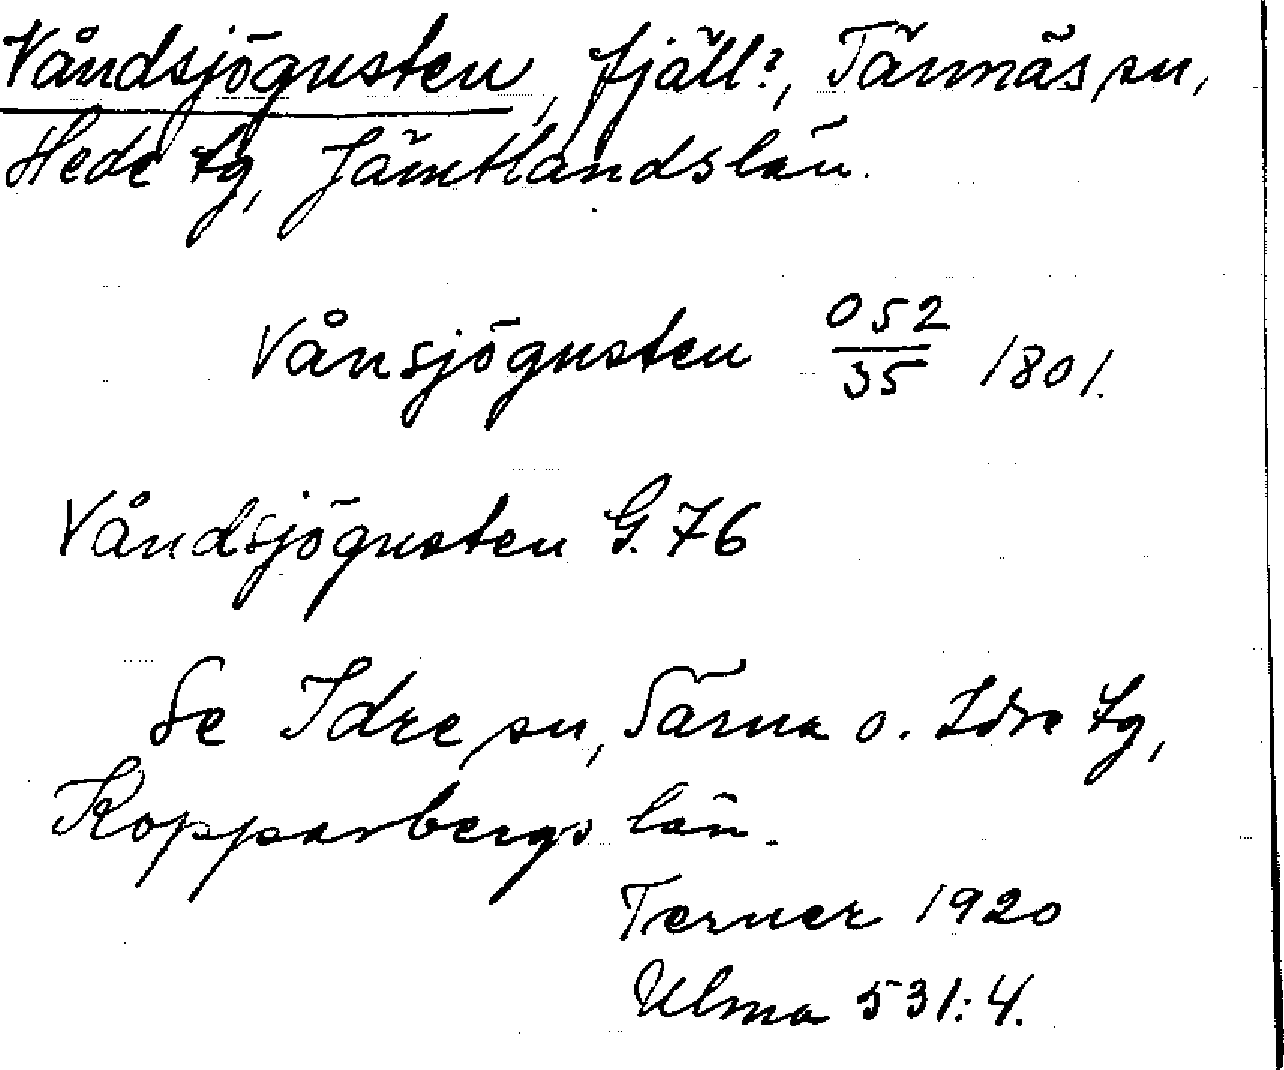 Våndsjögusten, fjäll?, Tännäs sn,
Hede tg, Jämtlands län.
Vånsjögusten 052/35 1801.
Våndsjögusten G. 76
Se Idre sn, Särna o. Idre tg,
Kopparbergs län.
Terner 1920
Ulma 531:4.